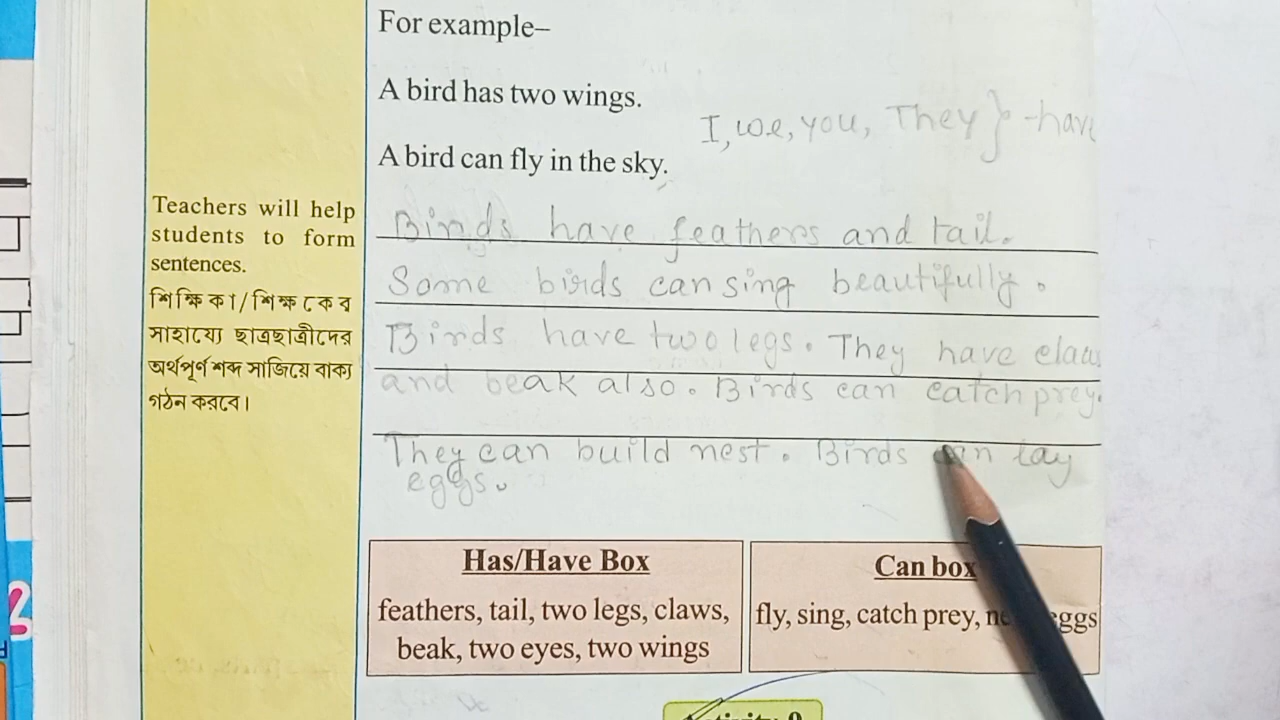 For example–
A bird has two wings.
I, we, you, They } -have
A bird can fly in the sky.
Teachers will help
students to form
sentences.
শিক্ষিকা/শিক্ষকের
সাহায্যে ছাত্রছাত্রীদের
অর্থপূর্ণ শব্দ সাজিয়ে বাক্য
গঠন করবে।
Birds have feathers and tail.
Some birds can sing beautifully.
Birds have two legs. They have claws
and beak also. Birds can catch prey.
They can build nest. Birds can lay
eggs.
Has/Have Box
feathers, tail, two legs, claws,
beak, two eyes, two wings
Can box
fly, sing, catch prey, eggs